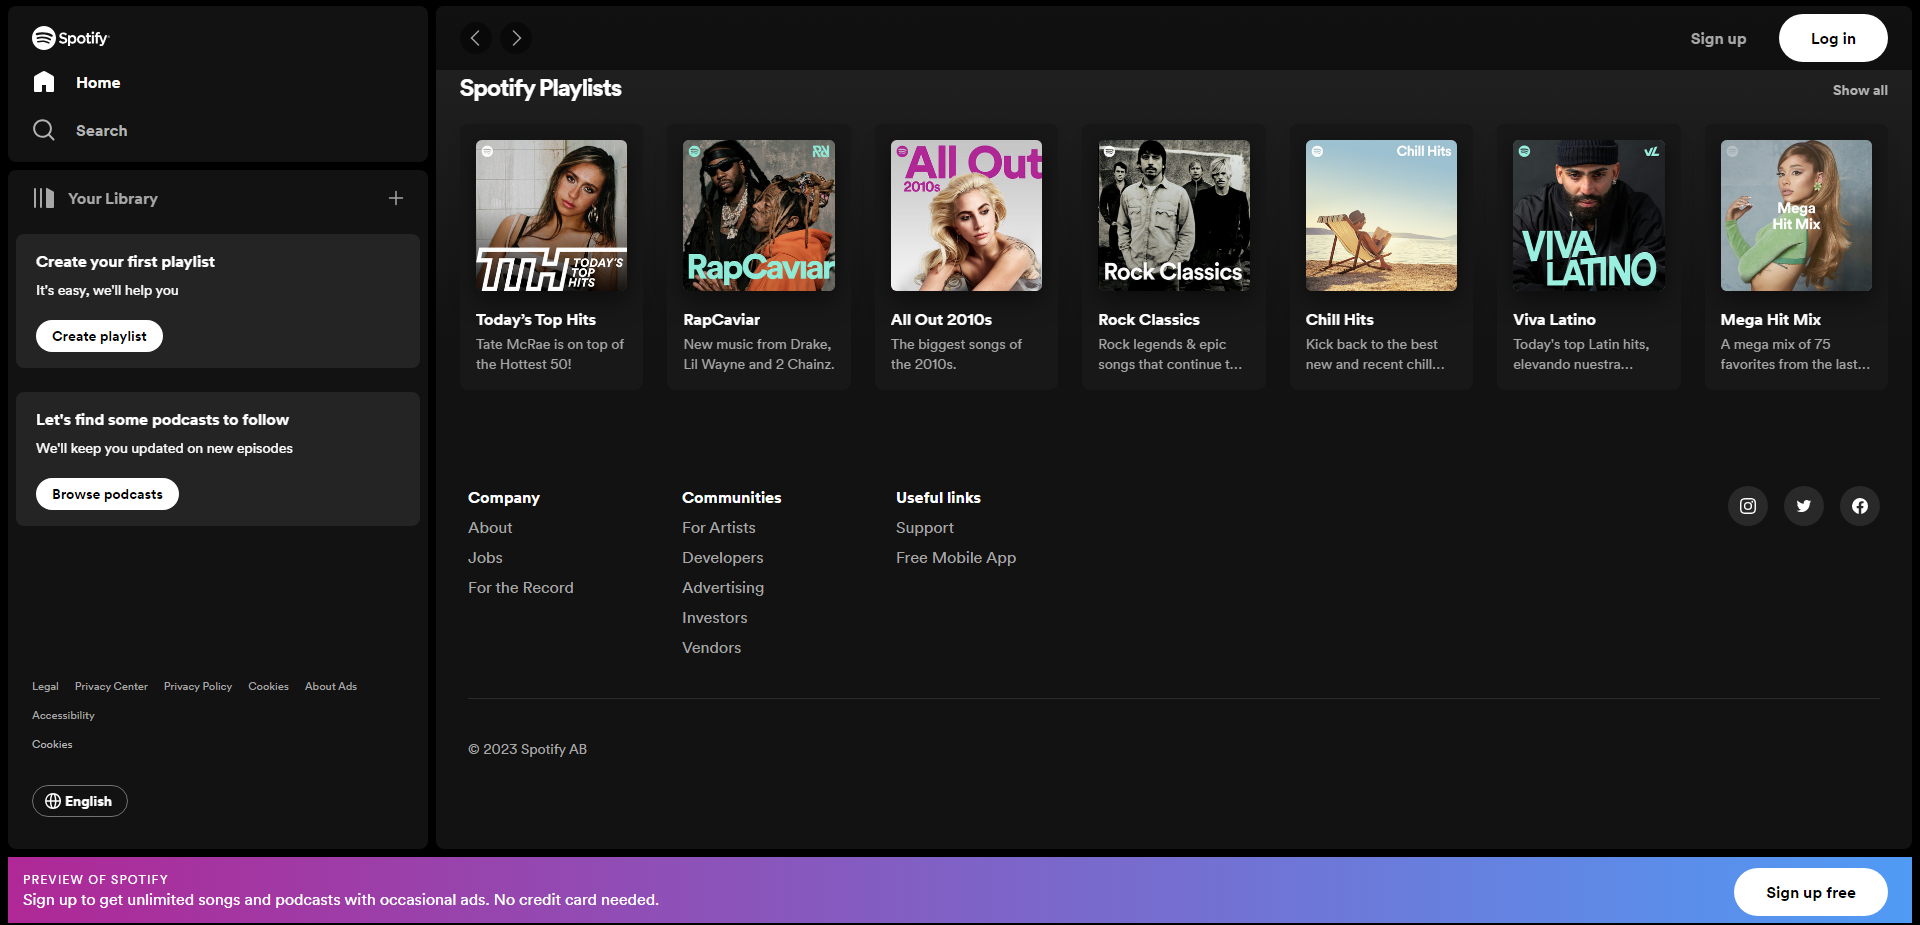 Spotify
Home
Search
Your Library
Create your first playlist
It's easy, we'll help you
Create playlist
Let's find some podcasts to follow
We'll keep you updated on new episodes
Browse podcasts
Legal Privacy Center Privacy Policy Cookies About Ads
Accessibility
Cookies
English
Sign up Log in
Spotify Playlists
Show all
TTH TODAY'S
TOP
HITS
Today's Top Hits
Tate McRae is on top of
the Hottest 50!
RapCaviar
RapCaviar
New music from Drake,
Lil Wayne and 2 Chainz.
All Out
2010s
All Out 2010s
The biggest songs of
the 2010s.
Rock Classics
Rock Classics
Rock legends & epic
songs that continue t...
Chill Hits
Chill Hits
Kick back to the best
new and recent chill...
VL
VIVA
LATINO
Viva Latino
Today's top Latin hits,
elevando nuestra...
Mega
Hit Mix
Mega Hit Mix
A mega mix of 75
favorites from the last...
Company
About
Jobs
For the Record
Communities
For Artists
Developers
Advertising
Investors
Vendors
Useful links
Support
Free Mobile App
© 2023 Spotify AB
PREVIEW OF SPOTIFY
Sign up to get unlimited songs and podcasts with occasional ads. No credit card needed.
Sign up free